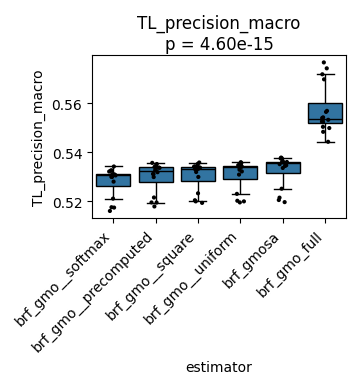 TL_precision_macro
p = 4.60e-15
TL_precision_macro
0.56
0.54
0.52
brf_gmo__softmax
brf_gmo__precomputed
brf_gmo__square
brf_gmo__uniform
brf_gmosa
brf_gmo_full
estimator